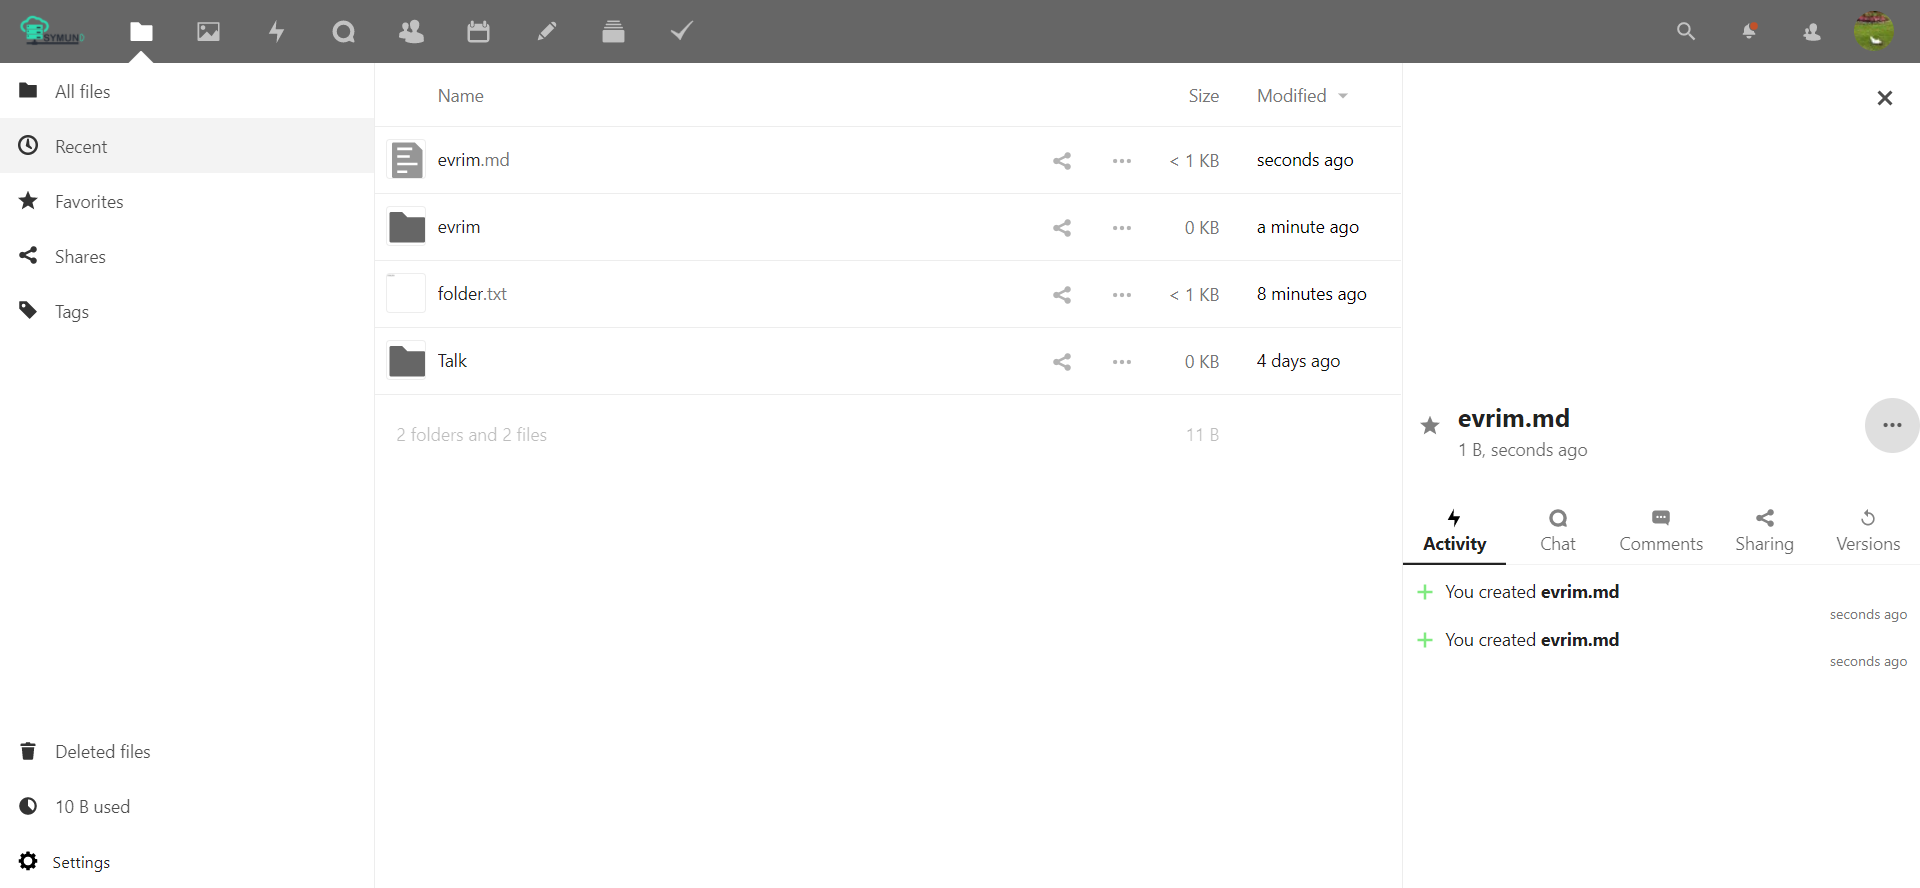 SYMUND
All files
Recent
Favorites
Shares
Tags
Deleted files
10 B used
Settings
Name Size Modified
evrim.md < 1 KB seconds ago
evrim 0 KB a minute ago
folder.txt < 1 KB 8 minutes ago
Talk 0 KB 4 days ago
2 folders and 2 files 11 B
evrim.md
1 B, seconds ago
Activity Chat Comments Sharing Versions
You created evrim.md
seconds ago
You created evrim.md
seconds ago